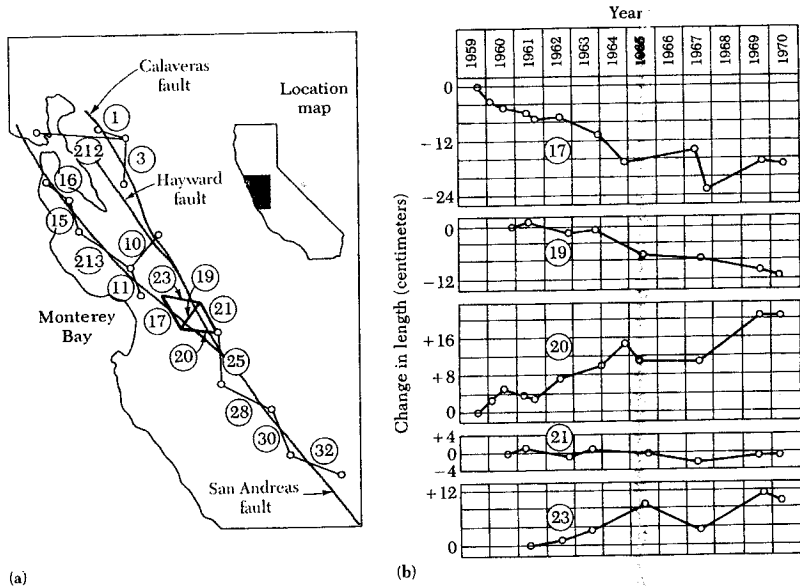 Calaveras
fault
Location
map
1
212
3
16
Hayward
fault
15
10
213
23
19
11
21
Monterey
Bay
17
20
25
28
30
32
San Andreas
fault
(a)
Year
1959 1960 1961 1962 1963 1964 1965 1966 1967 1968 1969 1970
Change in length (centimeters)
0
−12
17
−24
0
19
−12
+16
20
+8
0
+4
21
0
−4
+12
23
0
(b)